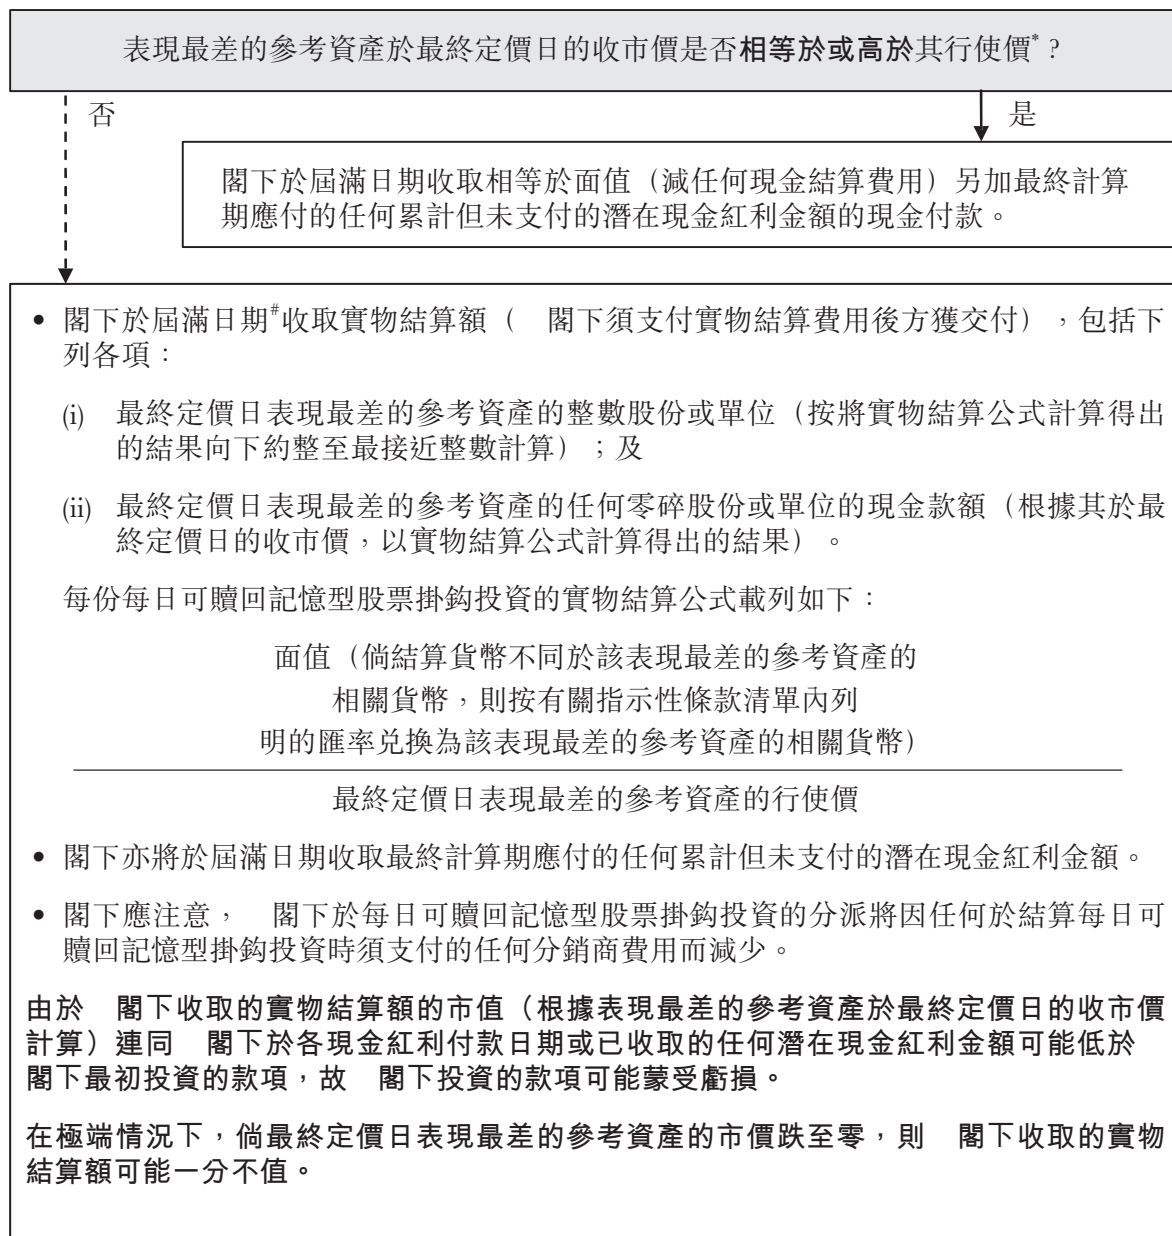 表現最差的參考資產於最終定價日的收市價是否相等於或高於其行使價*？
否
是
閣下於屆滿日期收取相等於面值（減任何現金結算費用）另加最終計算
期應付的任何累計但未支付的潛在現金紅利金額的現金付款。
• 閣下於屆滿日期#收取實物結算額（　閣下須支付實物結算費用後方獲交付），包括下
列各項：
(i) 最終定價日表現最差的參考資產的整數股份或單位（按將實物結算公式計算得出
的結果向下約整至最接近整數計算）；及
(ii) 最終定價日表現最差的參考資產的任何零碎股份或單位的現金款額（根據其於最
終定價日的收市價，以實物結算公式計算得出的結果）。
每份每日可贖回記憶型股票掛鈎投資的實物結算公式載列如下：
面值（倘結算貨幣不同於該表現最差的參考資產的
相關貨幣，則按有關指示性條款清單內列
明的匯率兌換為該表現最差的參考資產的相關貨幣）
最終定價日表現最差的參考資產的行使價
• 閣下亦將於屆滿日期收取最終計算期應付的任何累計但未支付的潛在現金紅利金額。
• 閣下應注意，　閣下於每日可贖回記憶型股票掛鈎投資的分派將因任何於結算每日可
贖回記憶型掛鈎投資時須支付的任何分銷商費用而減少。
由於　閣下收取的實物結算額的市值（根據表現最差的參考資產於最終定價日的收市價
計算）連同　閣下於各現金紅利付款日期或已收取的任何潛在現金紅利金額可能低於
閣下最初投資的款項，故　閣下投資的款項可能蒙受虧損。
在極端情況下，倘最終定價日表現最差的參考資產的市價跌至零，則　閣下收取的實物
結算額可能一分不值。